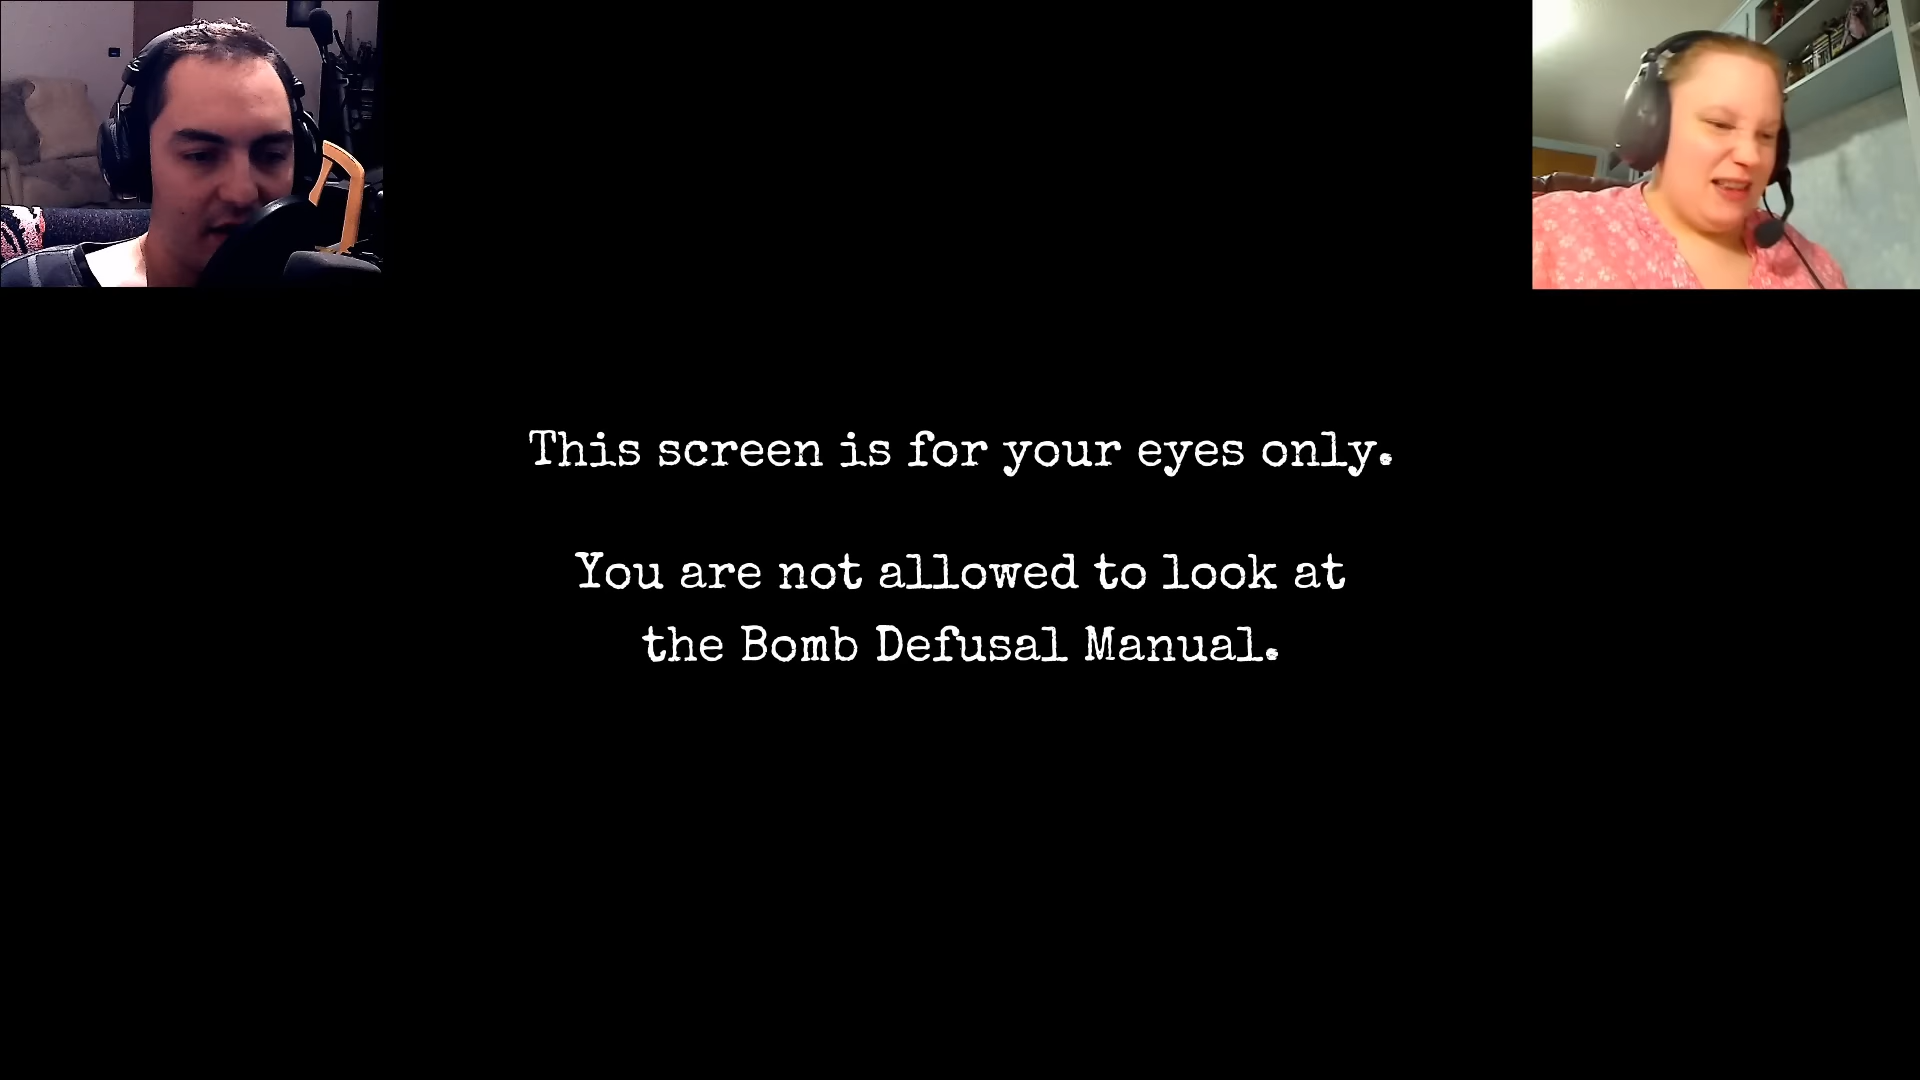 This screen is for your eyes only.
You are not allowed to look at
the Bomb Defusal Manual.